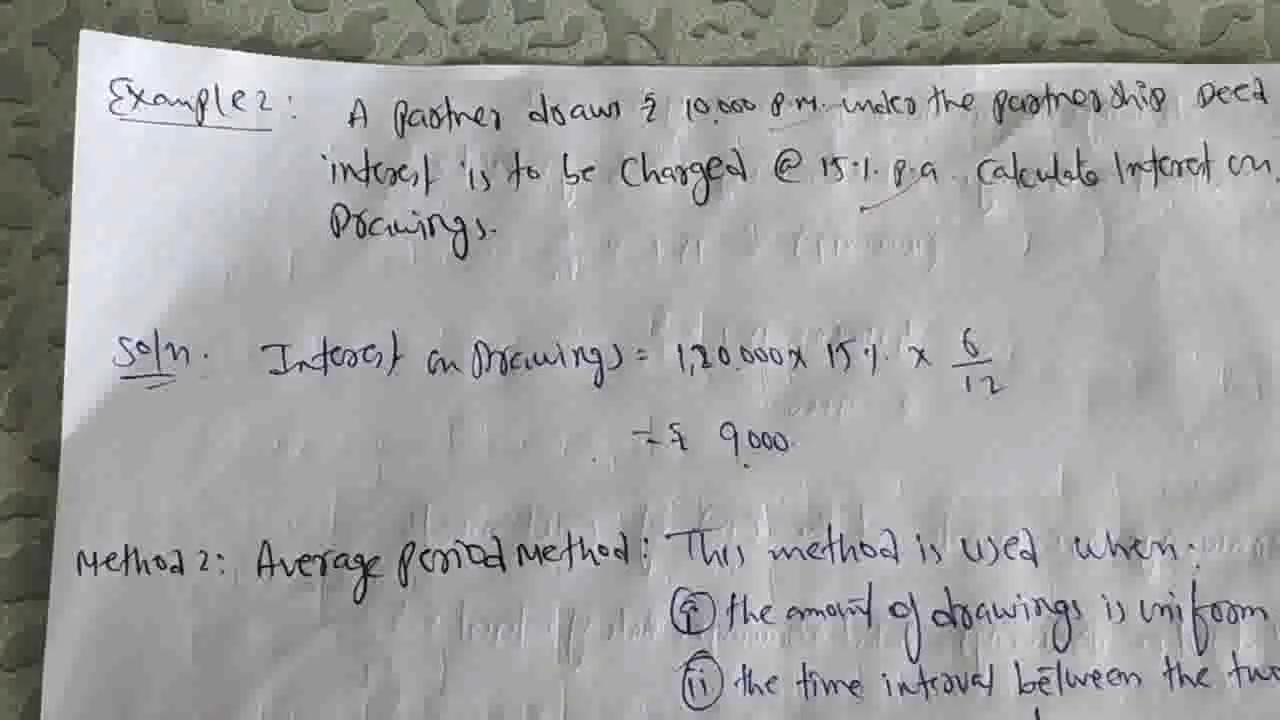 Example 2: A partner draws ₹ 10,000 P.M. under the partnership Deed
interest is to be charged @ 15% p.a. Calculate Interest on
Drawings.
Soln. Interest on Drawings = 1,20,000 x 15% x 6/12
= ₹ 9,000
Method 2: Average period Method: This method is used when:
(i) the amount of drawings is uniform
(ii) the time interval between the two